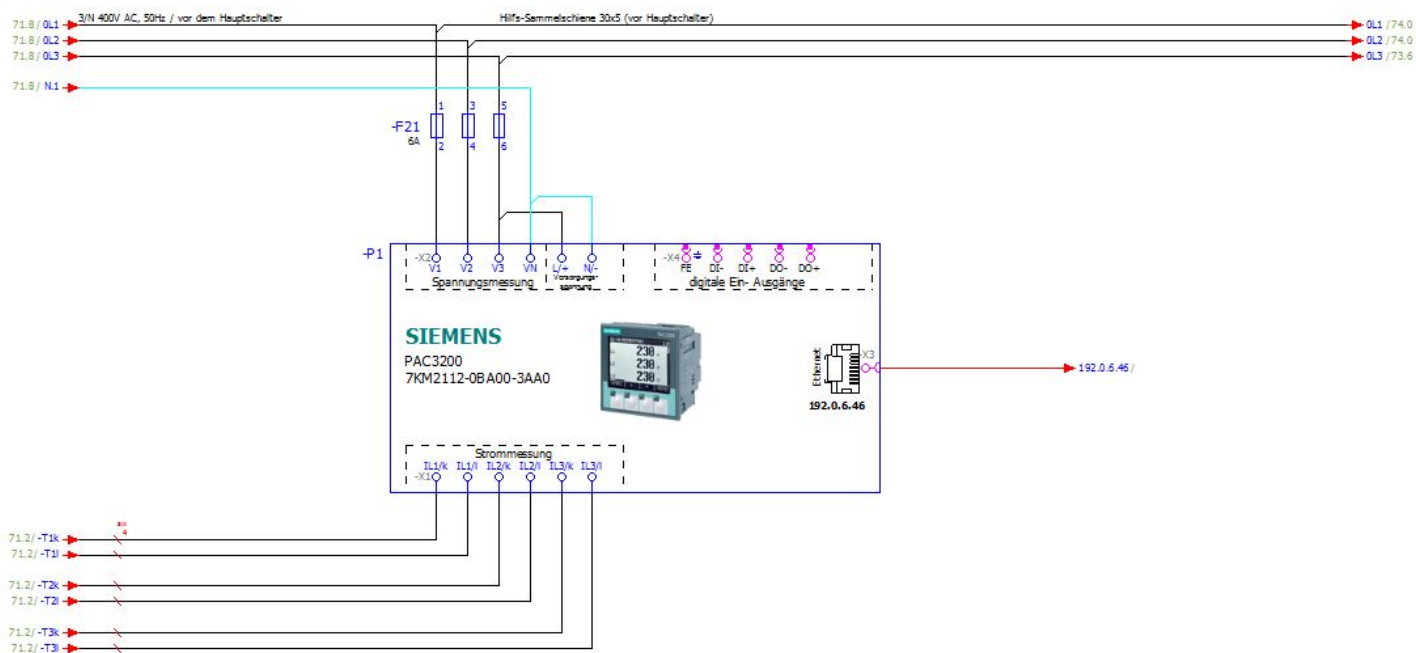 71.8/ 0L1 3/N 400V AC, 50Hz / vor dem Hauptschalter Hilfs-Sammelschiene 30x5 (vor Hauptschalter) 0L1 /74.0
71.8/ 0L2 0L2 /74.0
71.8/ 0L3 0L3 /73.6
71.8/ N.1
1 3 5
-F21
6A
2 4 6
-P1
-X2 V1 V2 V3 VN L/+ N/-
Spannungsmessung
Versorgungs-
spannung
-X4 FE DI- DI+ DO- DO+
digitale Ein- Ausgänge
SIEMENS
PAC3200
7KM2112-0BA00-3AA0
230
230
230
Ethernet
-X3
192.0.6.46
192.0.6.46/
Strommessung
IL1/k IL1/l IL2/k IL2/l IL3/k IL3/l
-X1
4
71.2/ -T1k
71.2/ -T1l
71.2/ -T2k
71.2/ -T2l
71.2/ -T3k
71.2/ -T3l